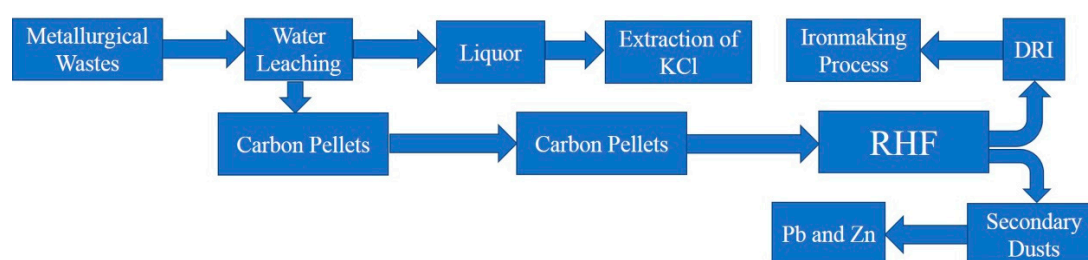 Metallurgical
Wastes
Water
Leaching
Liquor
Extraction of
KCl
Ironmaking
Process
DRI
Carbon Pellets
Carbon Pellets
RHF
Pb and Zn
Secondary
Dusts